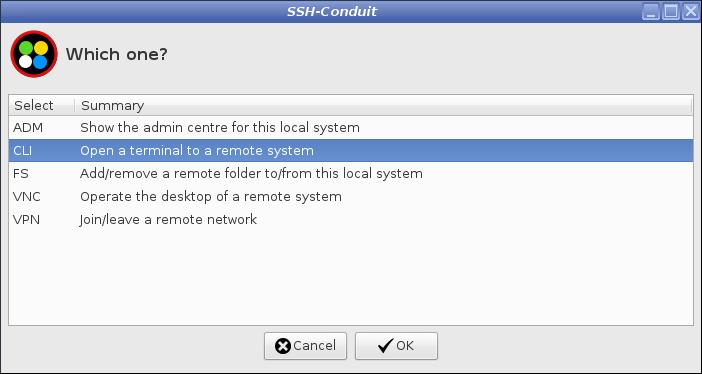 SSH-Conduit
Which one?
Select Summary
ADM Show the admin centre for this local system
CLI Open a terminal to a remote system
FS Add/remove a remote folder to/from this local system
VNC Operate the desktop of a remote system
VPN Join/leave a remote network
Cancel OK